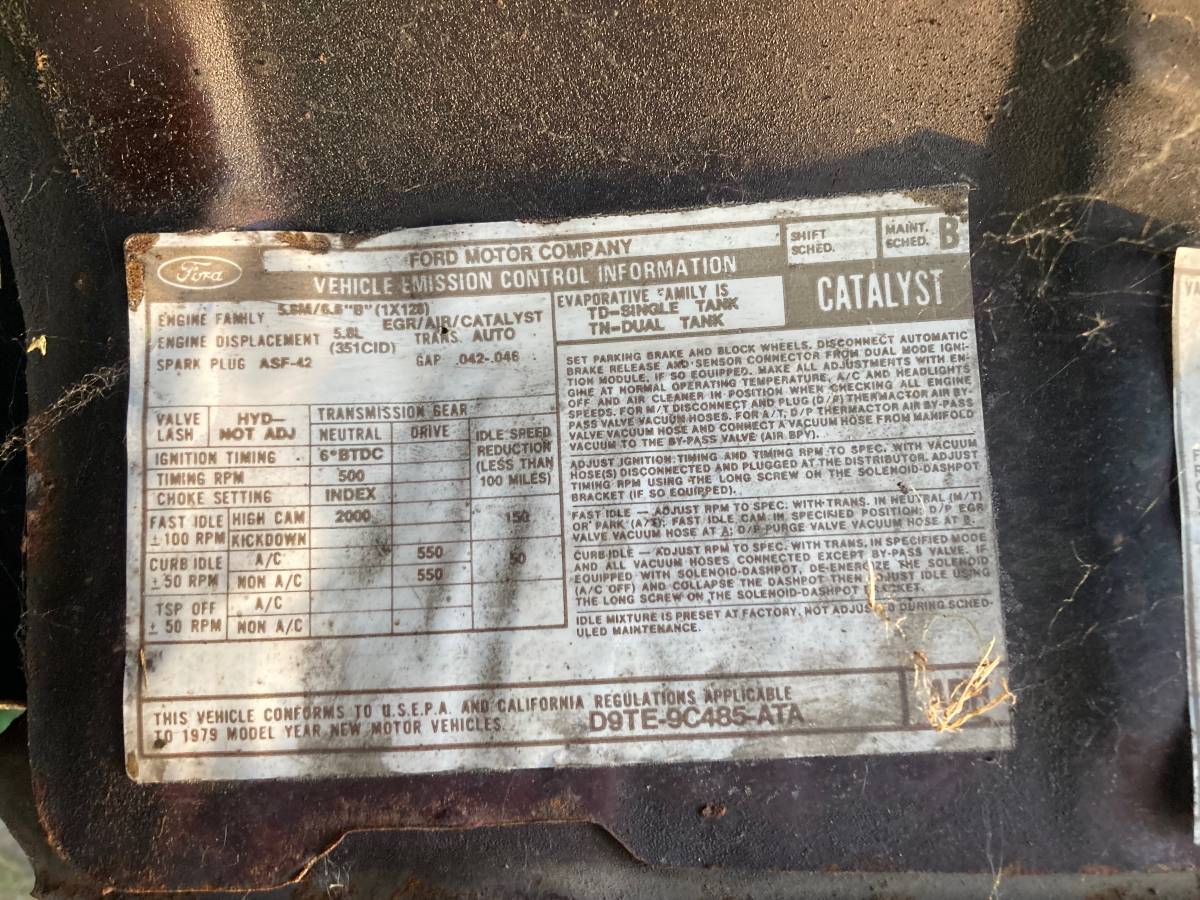 FORD MOTOR COMPANY
Ford
VEHICLE EMISSION CONTROL INFORMATION
SHIFT SCHED.
MAINT. SCHED. B
CATALYST
ENGINE FAMILY
"B" (1X128)
EGR/AIR/CATALYST
ENGINE DISPLACEMENT 5.8L TRANS. AUTO
(351CID)
SPARK PLUG ASF-42 GAP .042-.046
EVAPORATIVE FAMILY IS
TD-SINGLE TANK
TN-DUAL TANK
VALVE LASH HYD- NOT ADJ
TRANSMISSION GEAR
NEUTRAL DRIVE IDLE SPEED REDUCTION (LESS THAN 100 MILES)
IGNITION TIMING 6°BTDC
TIMING RPM 500
CHOKE SETTING INDEX
FAST IDLE ±100 RPM HIGH CAM 2000 150
KICKDOWN
CURB IDLE ±50 RPM A/C 550 50
NON A/C 550
TSP OFF ±50 RPM A/C
NON A/C
SET PARKING BRAKE AND BLOCK WHEELS. DISCONNECT AUTOMATIC
BRAKE RELEASE AND SENSOR CONNECTOR FROM DUAL MODE IGNI-
TION MODULE, IF SO EQUIPPED. MAKE ALL ADJUSTMENTS WITH EN-
GINE AT NORMAL OPERATING TEMPERATURE, A/C AND HEADLIGHTS
OFF AND AIR CLEANER IN POSITION WHEN CHECKING ALL ENGINE
SPEEDS. FOR M/T DISCONNECT AND PLUG (D/P) THERMACTOR AIR BY-
PASS VALVE VACUUM HOSES. FOR A/T, D/P THERMACTOR AIR BY-PASS
VALVE VACUUM HOSE AND CONNECT A VACUUM HOSE FROM MANIFOLD
VACUUM TO THE BY-PASS VALVE (AIR BPV).
ADJUST IGNITION TIMING AND TIMING RPM TO SPEC. WITH VACUUM
HOSE(S) DISCONNECTED AND PLUGGED AT THE DISTRIBUTOR. ADJUST
TIMING RPM USING THE LONG SCREW ON THE SOLENOID-DASHPOT
BRACKET (IF SO EQUIPPED).
FAST IDLE — ADJUST RPM TO SPEC. WITH TRANS. IN NEUTRAL (M/T)
OR PARK (A/T); FAST IDLE CAM IN SPECIFIED POSITION; D/P EGR
VALVE VACUUM HOSE AT A; D/P PURGE VALVE VACUUM HOSE AT B.
CURB IDLE — ADJUST RPM TO SPEC. WITH TRANS. IN SPECIFIED MODE
AND ALL VACUUM HOSES CONNECTED EXCEPT BY-PASS VALVE. IF
EQUIPPED WITH SOLENOID-DASHPOT, DE-ENERGIZE THE SOLENOID
(A/C OFF) AND COLLAPSE THE DASHPOT THEN ADJUST IDLE USING
THE LONG SCREW ON THE SOLENOID-DASHPOT BRACKET.
IDLE MIXTURE IS PRESET AT FACTORY, NOT ADJUSTED DURING SCHED-
ULED MAINTENANCE.
THIS VEHICLE CONFORMS TO U.S.E.P.A. AND CALIFORNIA REGULATIONS APPLICABLE
TO 1979 MODEL YEAR NEW MOTOR VEHICLES. D9TE-9C485-ATA